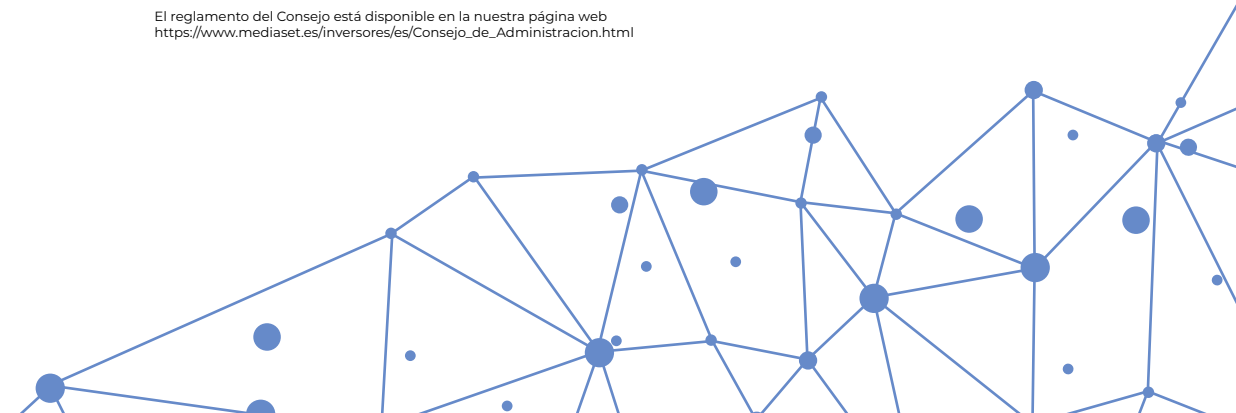 El reglamento del Consejo está disponible en la nuestra página web
https://www.mediaset.es/inversores/es/Consejo_de_Administracion.html